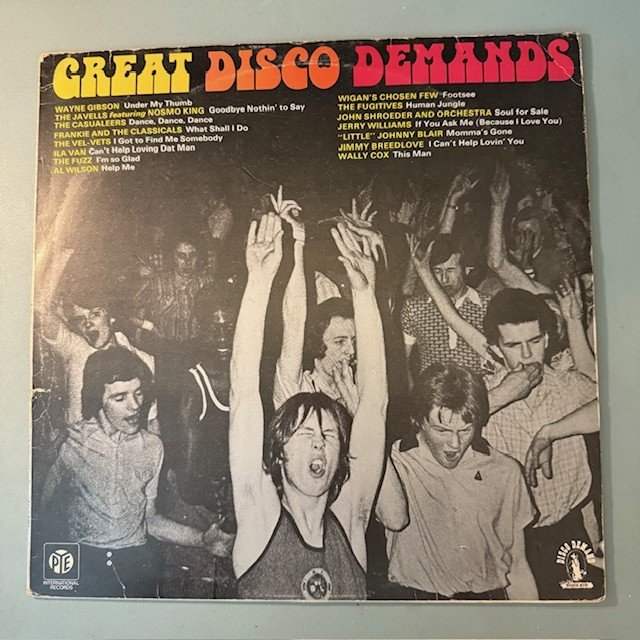 GREAT DISCO DEMANDS
WAYNE GIBSON Under My Thumb
THE JAVELLS featuring NOSMO KING Goodbye Nothin' to Say
THE CASUALEERS Dance, Dance, Dance
FRANKIE AND THE CLASSICALS What Shall I Do
THE VEL-VETS I Got to Find Me Somebody
ILA VAN Can't Help Loving Dat Man
THE FUZZ I'm so Glad
AL WILSON Help Me
WIGAN'S CHOSEN FEW Footsee
THE FUGITIVES Human Jungle
JOHN SHROEDER AND ORCHESTRA Soul for Sale
JERRY WILLIAMS If You Ask Me (Because I Love You)
"LITTLE" JOHNNY BLAIR Momma's Gone
JIMMY BREEDLOVE I Can't Help Lovin' You
WALLY COX This Man
PYE
INTERNATIONAL
RECORDS
DISCO DEMAND